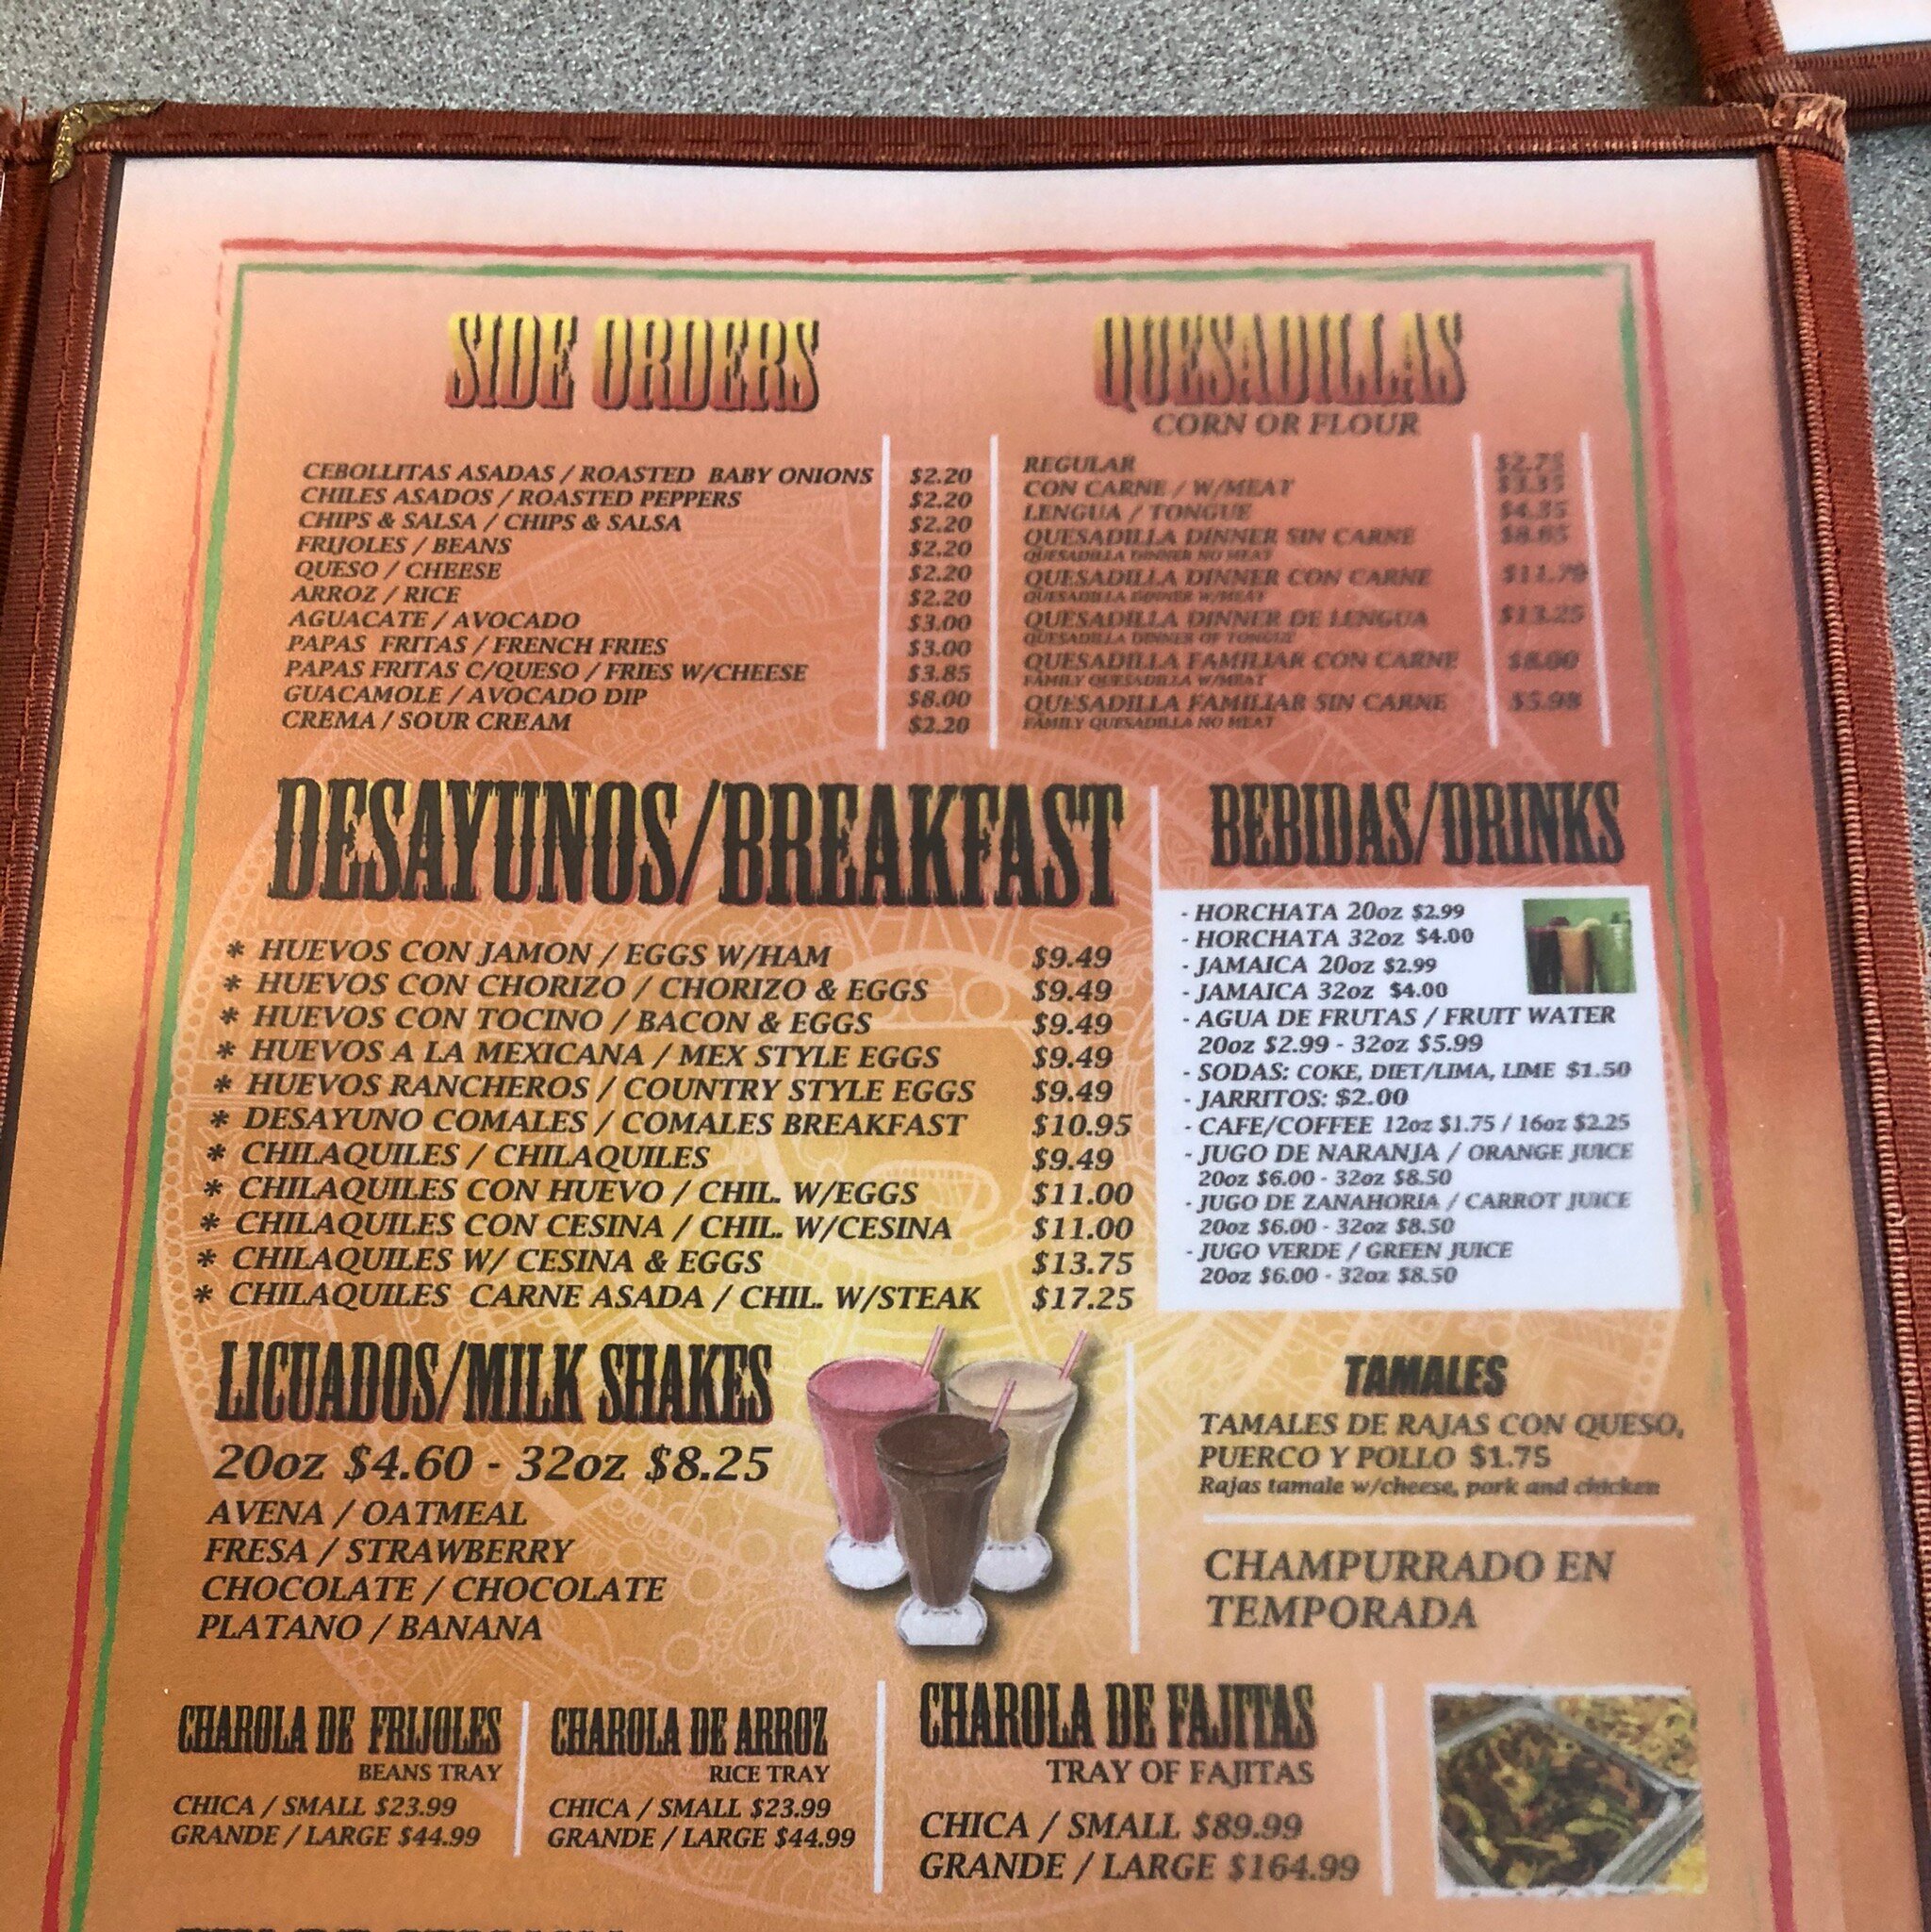 SIDE ORDERS
CEBOLLITAS ASADAS / ROASTED BABY ONIONS $2.20
CHILES ASADOS / ROASTED PEPPERS $2.20
CHIPS & SALSA / CHIPS & SALSA $2.20
FRIJOLES / BEANS $2.20
QUESO / CHEESE $2.20
ARROZ / RICE $2.20
AGUACATE / AVOCADO $3.00
PAPAS FRITAS / FRENCH FRIES $3.00
PAPAS FRITAS C/QUESO / FRIES W/CHEESE $3.85
GUACAMOLE / AVOCADO DIP $8.00
CREMA / SOUR CREAM $2.20
QUESADILLAS
CORN OR FLOUR
REGULAR $2.75
CON CARNE / W/MEAT $3.35
LENGUA / TONGUE $4.35
QUESADILLA DINNER SIN CARNE
QUESADILLA DINNER NO MEAT
QUESADILLA DINNER CON CARNE
QUESADILLA DINNER W/MEAT
QUESADILLA DINNER DE LENGUA $13.25
QUESADILLA DINNER OF TONGUE
QUESADILLA FAMILIAR CON CARNE $8.00
FAMILY QUESADILLA W/MEAT
QUESADILLA FAMILIAR SIN CARNE $5.98
FAMILY QUESADILLA NO MEAT
DESAYUNOS/BREAKFAST
* HUEVOS CON JAMON / EGGS W/HAM $9.49
* HUEVOS CON CHORIZO / CHORIZO & EGGS $9.49
* HUEVOS CON TOCINO / BACON & EGGS $9.49
* HUEVOS A LA MEXICANA / MEX STYLE EGGS $9.49
* HUEVOS RANCHEROS / COUNTRY STYLE EGGS $9.49
* DESAYUNO COMALES / COMALES BREAKFAST $10.95
* CHILAQUILES / CHILAQUILES $9.49
* CHILAQUILES CON HUEVO / CHIL. W/EGGS $11.00
* CHILAQUILES CON CESINA / CHIL. W/CESINA $11.00
* CHILAQUILES W/ CESINA & EGGS $13.75
* CHILAQUILES CARNE ASADA / CHIL. W/STEAK $17.25
BEBIDAS/DRINKS
- HORCHATA 20oz $2.99
- HORCHATA 32oz $4.00
- JAMAICA 20oz $2.99
- JAMAICA 32oz $4.00
- AGUA DE FRUTAS / FRUIT WATER
20oz $2.99 - 32oz $5.99
- SODAS: COKE, DIET/LIMA, LIME $1.50
- JARRITOS: $2.00
- CAFE/COFFEE 12oz $1.75 / 16oz $2.25
- JUGO DE NARANJA / ORANGE JUICE
20oz $6.00 - 32oz $8.50
- JUGO DE ZANAHORIA / CARROT JUICE
20oz $6.00 - 32oz $8.50
- JUGO VERDE / GREEN JUICE
20oz $6.00 - 32oz $8.50
LICUADOS/MILK SHAKES
20oz $4.60 - 32oz $8.25
AVENA / OATMEAL
FRESA / STRAWBERRY
CHOCOLATE / CHOCOLATE
PLATANO / BANANA
TAMALES
TAMALES DE RAJAS CON QUESO,
PUERCO Y POLLO $1.75
Rajas tamale w/cheese, pork and chicken
CHAMPURRADO EN
TEMPORADA
CHAROLA DE FRIJOLES
BEANS TRAY
CHICA / SMALL $23.99
GRANDE / LARGE $44.99
CHAROLA DE ARROZ
RICE TRAY
CHICA / SMALL $23.99
GRANDE / LARGE $44.99
CHAROLA DE FAJITAS
TRAY OF FAJITAS
CHICA / SMALL $89.99
GRANDE / LARGE $164.99